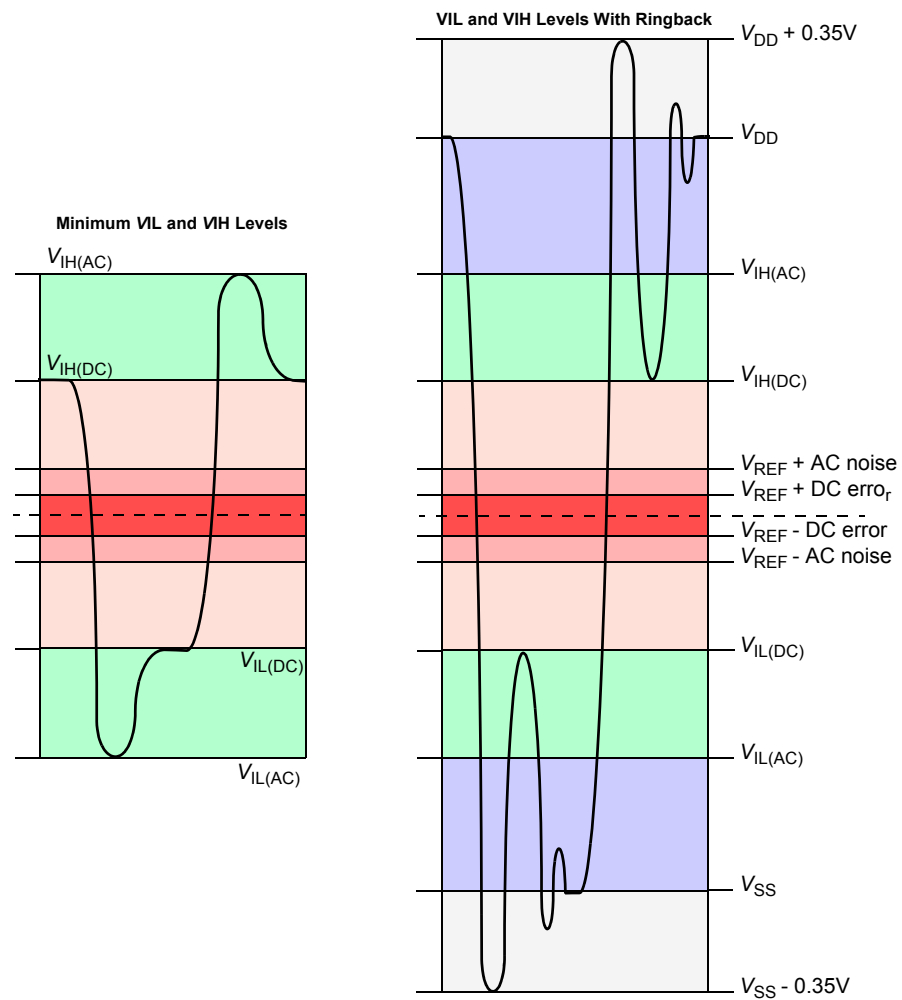 VIL and VIH Levels With Ringback
VDD + 0.35V
VDD
Minimum VIL and VIH Levels
VIH(AC)
VIH(AC)
VIH(DC)
VIH(DC)
VREF + AC noise
VREF + DC error
VREF - DC error
VREF - AC noise
VIL(DC)
VIL(DC)
VIL(AC)
VIL(AC)
VSS
VSS - 0.35V